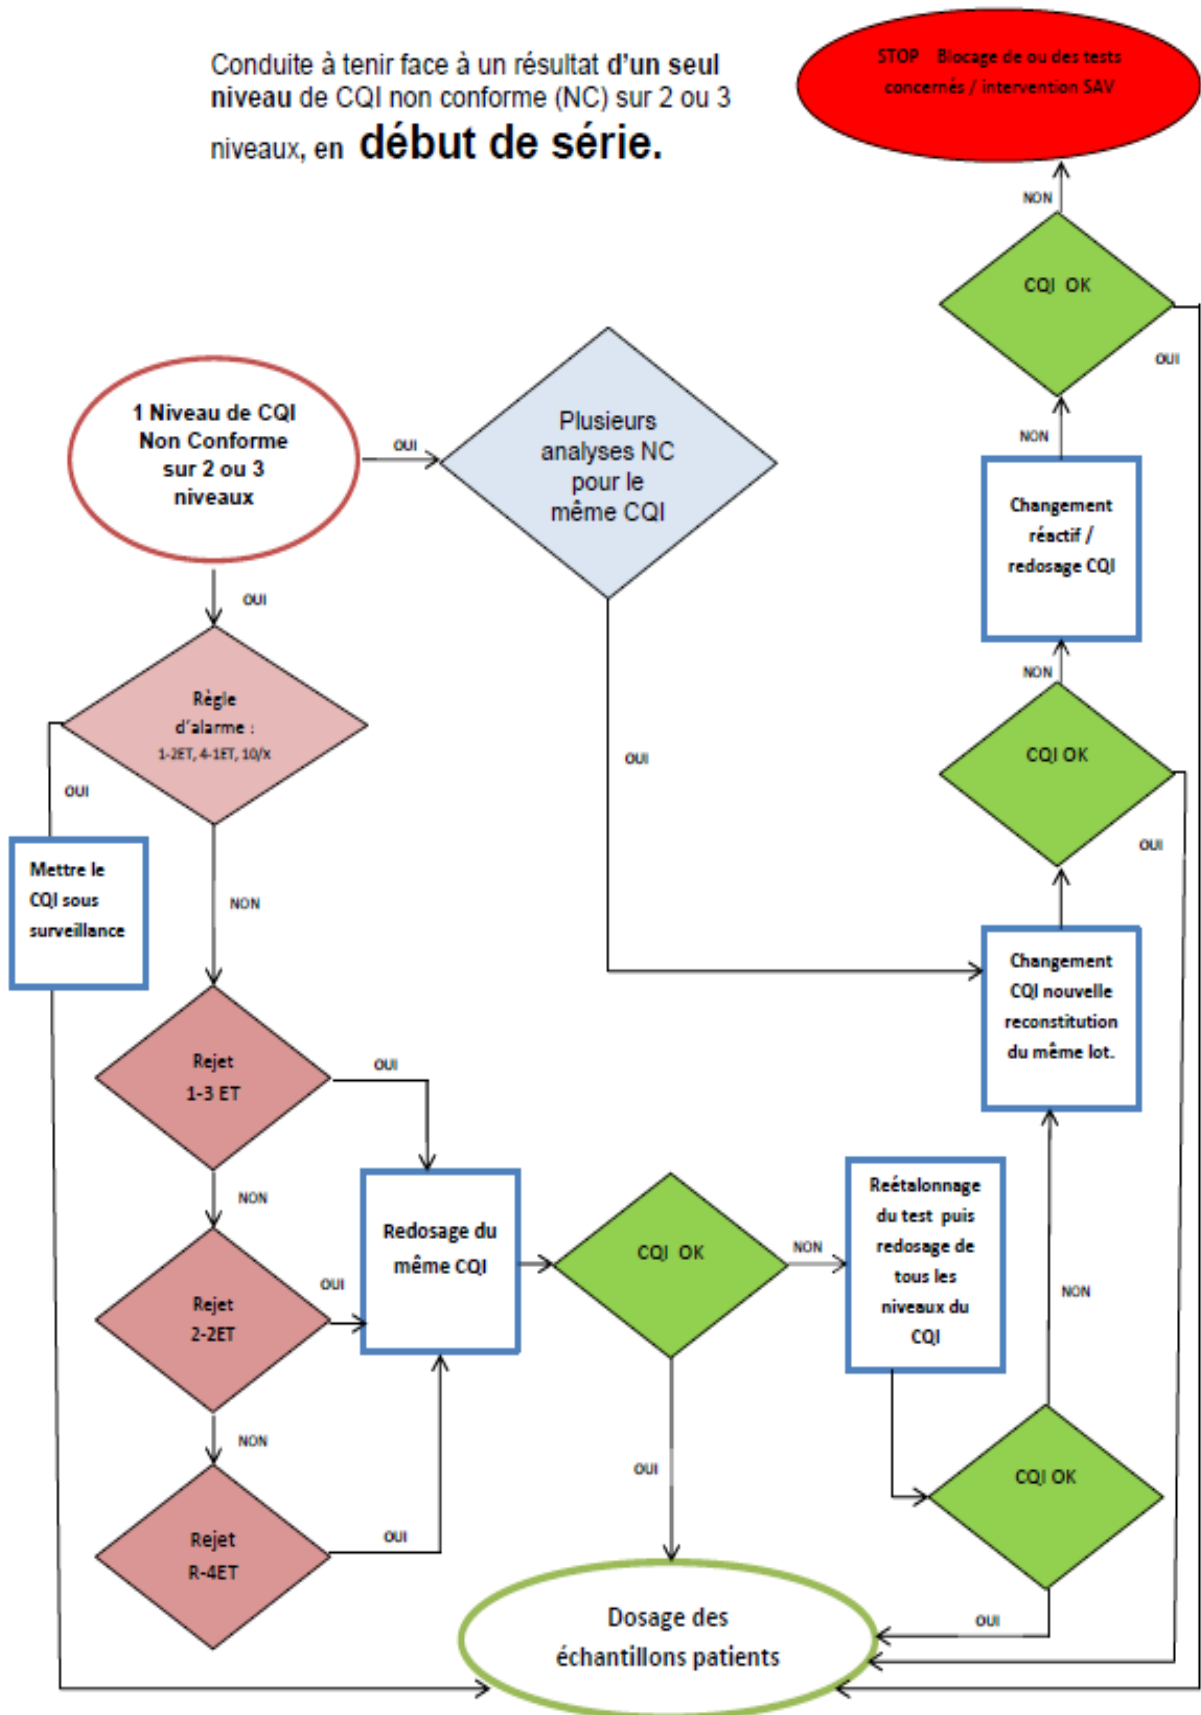 Conduite à tenir face à un résultat d'un seul
niveau de CQI non conforme (NC) sur 2 ou 3
niveaux, en début de série.
STOP Blocage de ou des tests
concernés / intervention SAV
NON
CQI OK
OUI
NON
Changement
réactif /
redosage CQI
NON
CQI OK
OUI
1 Niveau de CQI
Non Conforme
sur 2 ou 3
niveaux
OUI
Plusieurs
analyses NC
pour le
même CQI
OUI
OUI
Règle
d'alarme :
1-2ET, 4-1ET, 10/X
OUI
Mettre le
CQI sous
surveillance
NON
Changement
CQI nouvelle
reconstitution
du même lot.
Rejet
1-3 ET
OUI
NON
Rejet
2-2ET
OUI
NON
Rejet
R-4ET
OUI
Redosage du
même CQI
CQI OK
NON
OUI
Reétalonnage
du test puis
redosage de
tous les
niveaux du
CQI
NON
CQI OK
OUI
Dosage des
échantillons patients